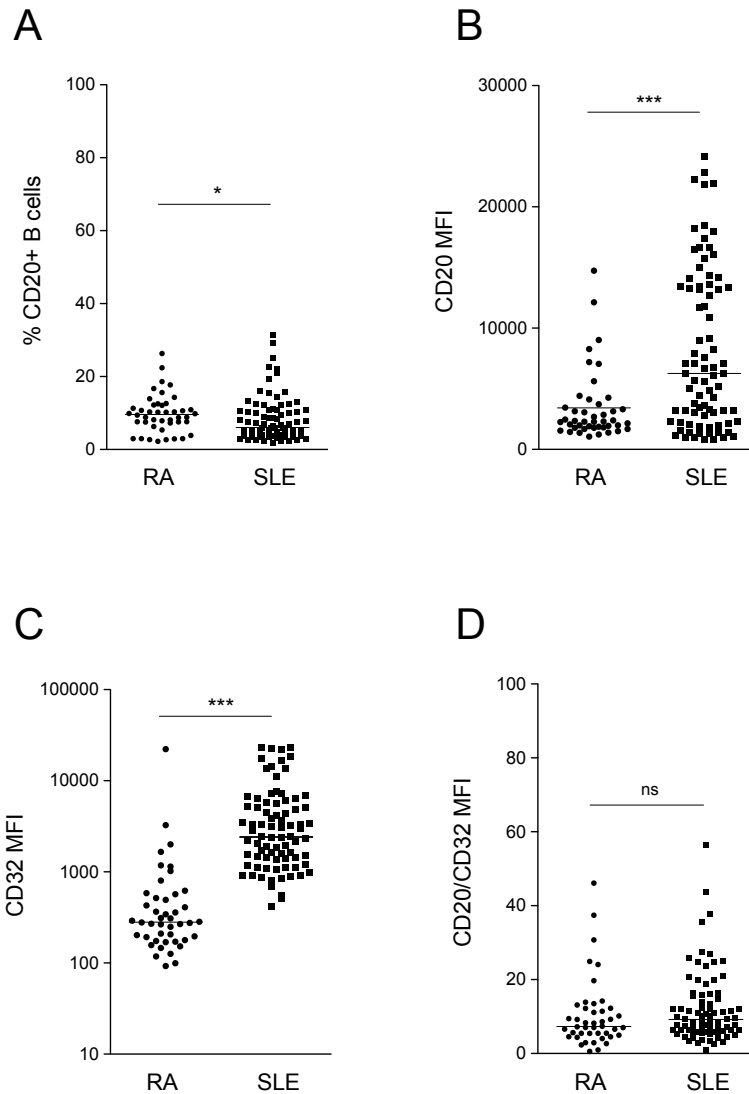 A
% CD20+ B cells
100
80
60
40
20
0
*
RA
SLE
B
CD20 MFI
30000
20000
10000
0
***
RA
SLE
C
CD32 MFI
100000
10000
1000
100
10
***
RA
SLE
D
CD20/CD32 MFI
100
80
60
40
20
0
ns
RA
SLE